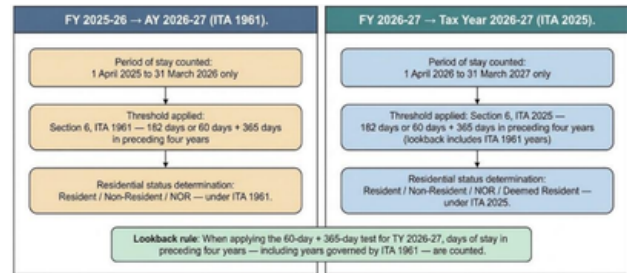 FY 2025-26 → AY 2026-27 (ITA 1961).
Period of stay counted:
1 April 2025 to 31 March 2026 only
Threshold applied:
Section 6, ITA 1961 — 182 days or 60 days + 365 days
in preceding four years
Residential status determination:
Resident / Non-Resident / NOR — under ITA 1961.
FY 2026-27 → Tax Year 2026-27 (ITA 2025).
Period of stay counted:
1 April 2026 to 31 March 2027 only
Threshold applied: Section 6, ITA 2025 —
182 days or 60 days + 365 days in preceding four years
(lookback includes ITA 1961 years)
Residential status determination:
Resident / Non-Resident / NOR / Deemed Resident —
under ITA 2025.
Lookback rule: When applying the 60-day + 365-day test for TY 2026-27, days of stay in
preceding four years — including years governed by ITA 1961 — are counted.